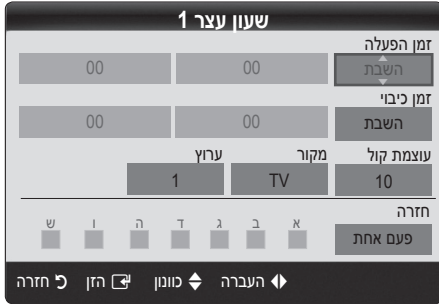 שעון עצר 1
זמן הפעלה
השבת 00 00
זמן כיבוי
השבת 00 00
עוצמת קול מקור ערוץ
10 TV 1
חזרה
א ב ג ד ה ו ש
פעם אחת
העברה כוונון הזן חזרה